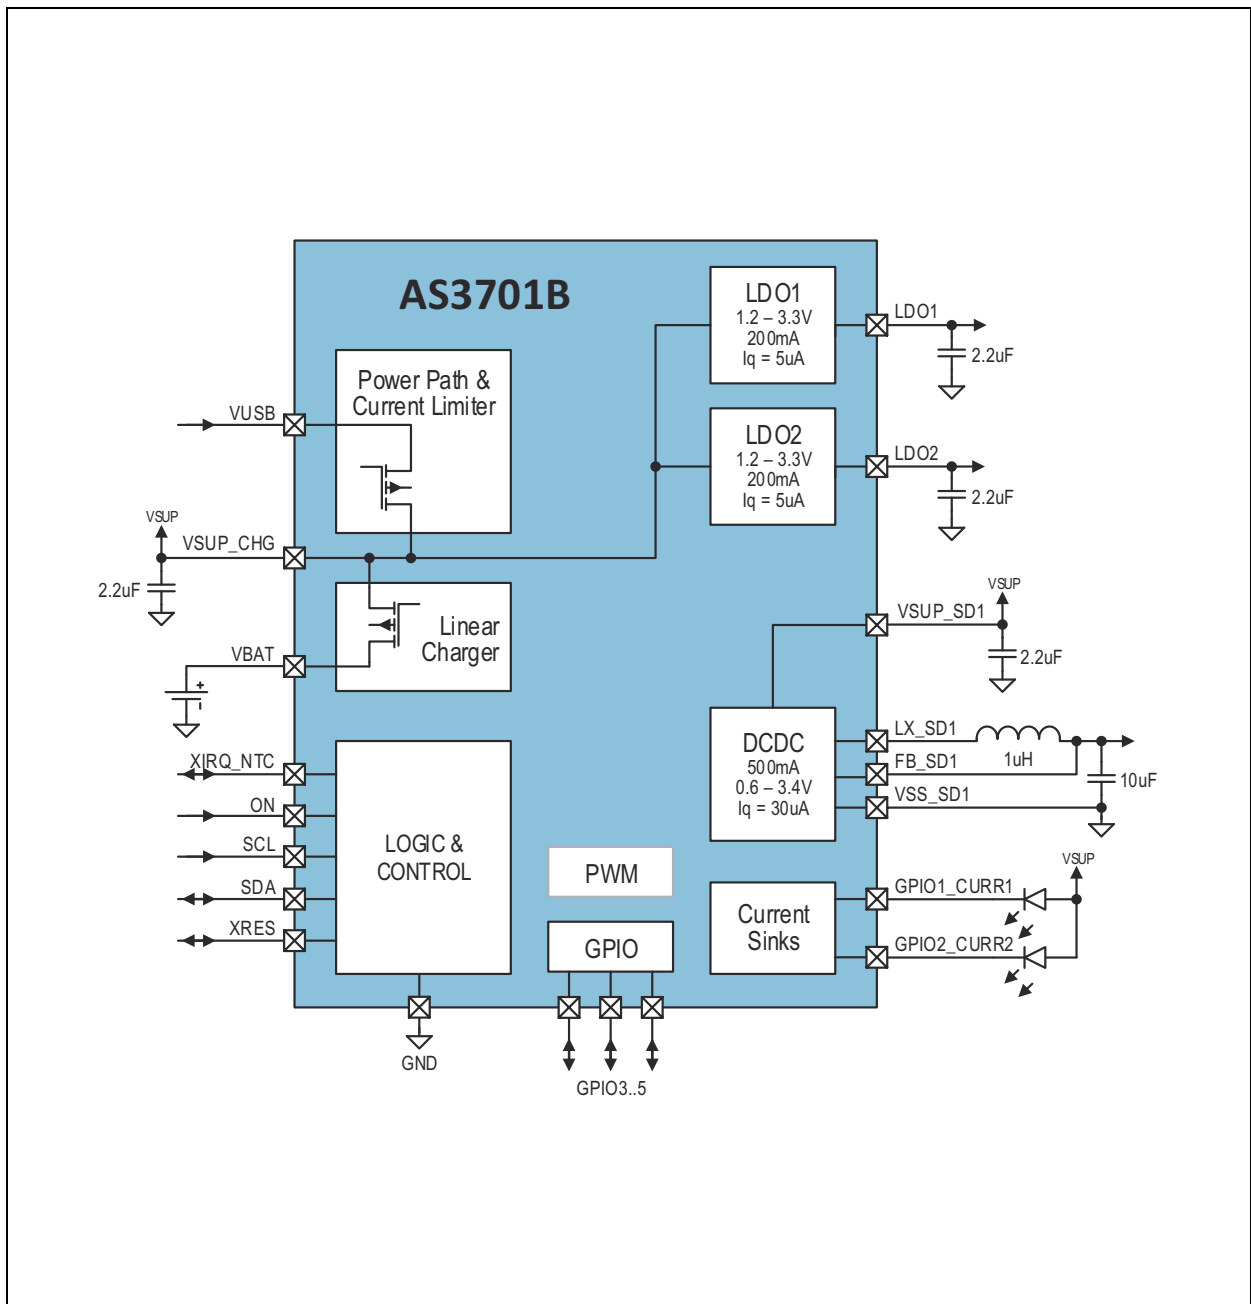 AS3701B
LDO1
1.2 – 3.3V
200mA
Iq = 5uA
LDO1
2.2uF
Power Path &
Current Limiter
VUSB
LDO2
1.2 – 3.3V
200mA
Iq = 5uA
LDO2
2.2uF
VSUP
VSUP_CHG
2.2uF
Linear
Charger
VBAT
+
VSUP
VSUP_SD1
2.2uF
DCDC
500mA
0.6 – 3.4V
Iq = 30uA
LX_SD1
1uH
FB_SD1
10uF
VSS_SD1
XIRQ_NTC
ON
SCL
SDA
XRES
LOGIC &
CONTROL
PWM
GPIO
Current
Sinks
VSUP
GPIO1_CURR1
GPIO2_CURR2
GND
GPIO3..5